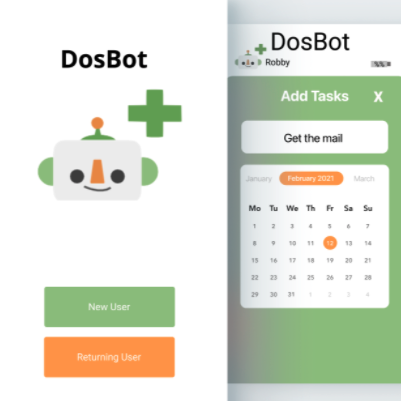 DosBot
New User
Returning User
DosBot
Robby
Add Tasks X
Get the mail
January February 2021 March
Mo Tu We Th Fr Sa Su
1 2 3 4 5 6 7
8 9 10 11 12 13 14
15 16 17 18 19 20 21
22 23 24 25 26 27 28
29 30 31 1 2 3 4